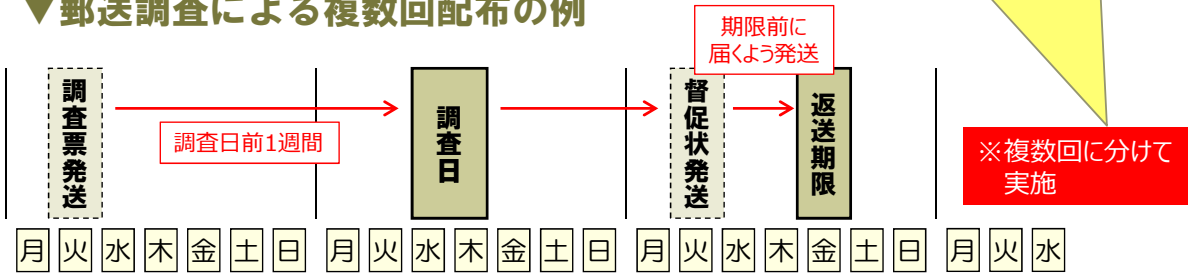 ▼郵送調査による複数回配布の例
期限前に
届くよう発送
調査票発送
調査日前1週間
調査日
督促状発送
返送期限
※複数回に分けて
実施
月 火 水 木 金 土 日 月 火 水 木 金 土 日 月 火 水 木 金 土 日 月 火 水